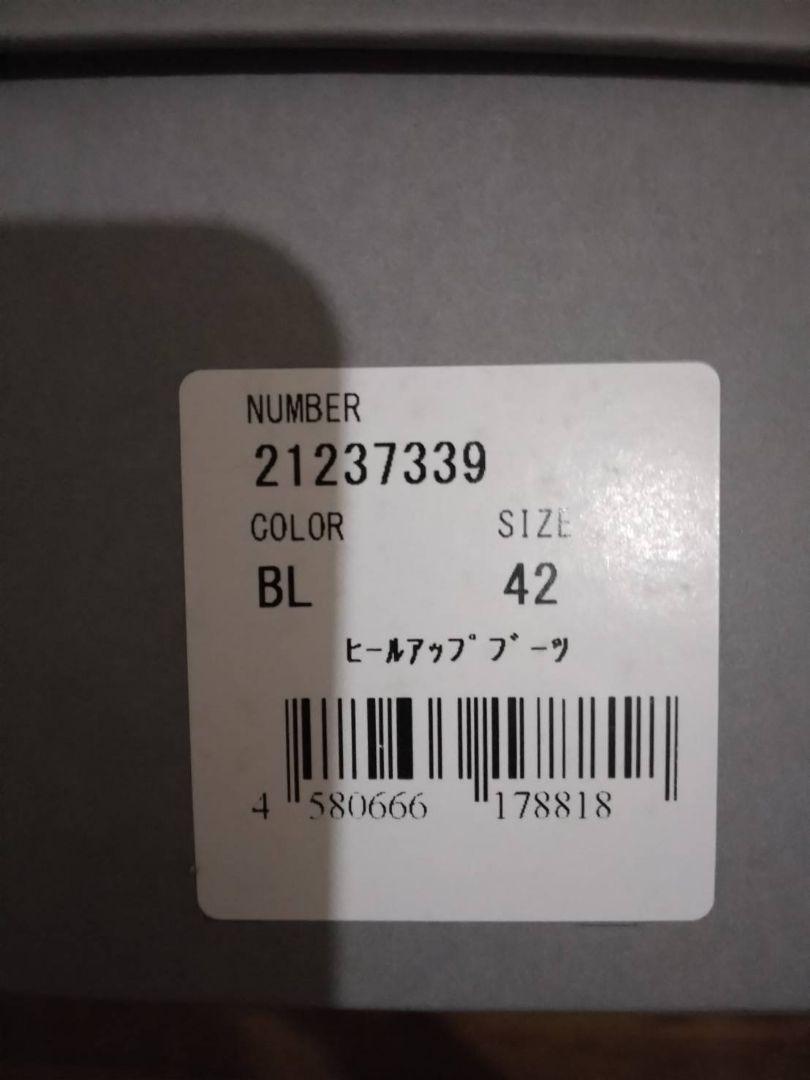 NUMBER
21237339
COLOR SIZE
BL 42
ﾋｰﾙｱｯﾌﾟﾌﾞｰﾂ
4 580666 178818